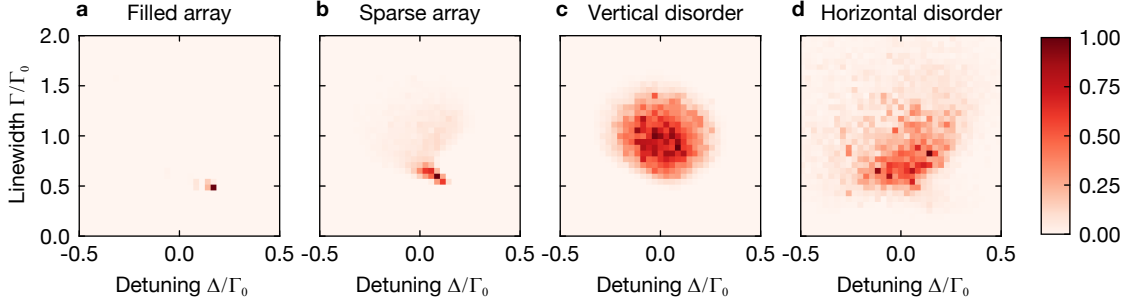 a Filled array
b Sparse array
c Vertical disorder
d Horizontal disorder
Linewidth Γ/Γ₀
2.0
1.5
1.0
0.5
0.0
-0.5 0.0 0.5
-0.5 0.0 0.5
-0.5 0.0 0.5
-0.5 0.0 0.5
Detuning Δ/Γ₀
Detuning Δ/Γ₀
Detuning Δ/Γ₀
Detuning Δ/Γ₀
1.00
0.75
0.50
0.25
0.00